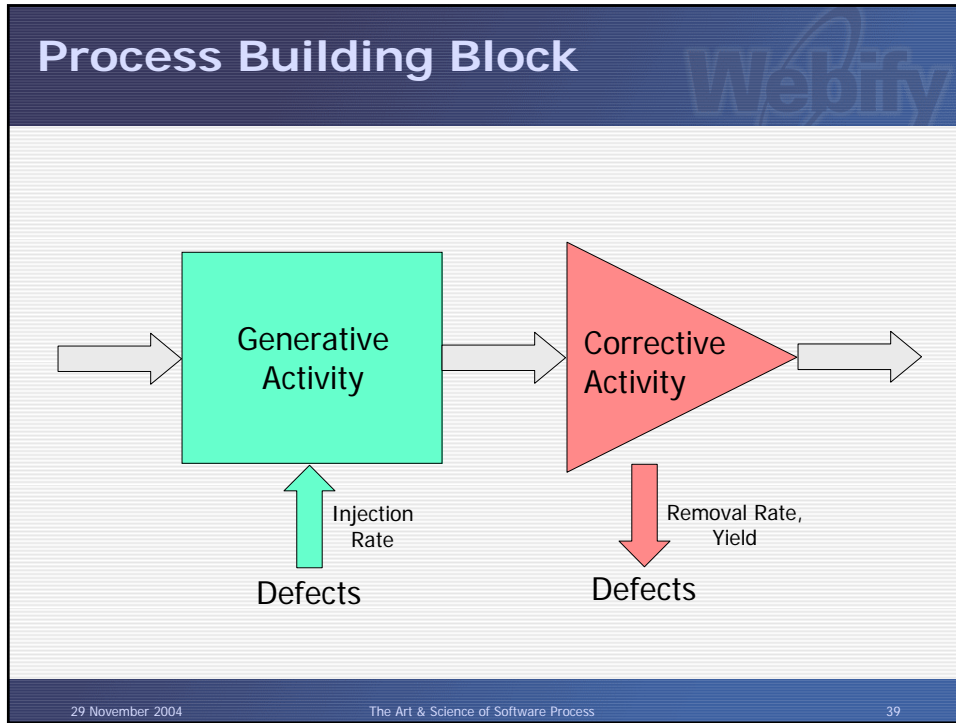 Process Building Block
Webify
Generative
Activity
Corrective
Activity
Injection
Rate
Removal Rate,
Yield
Defects
Defects
29 November 2004
The Art & Science of Software Process
39